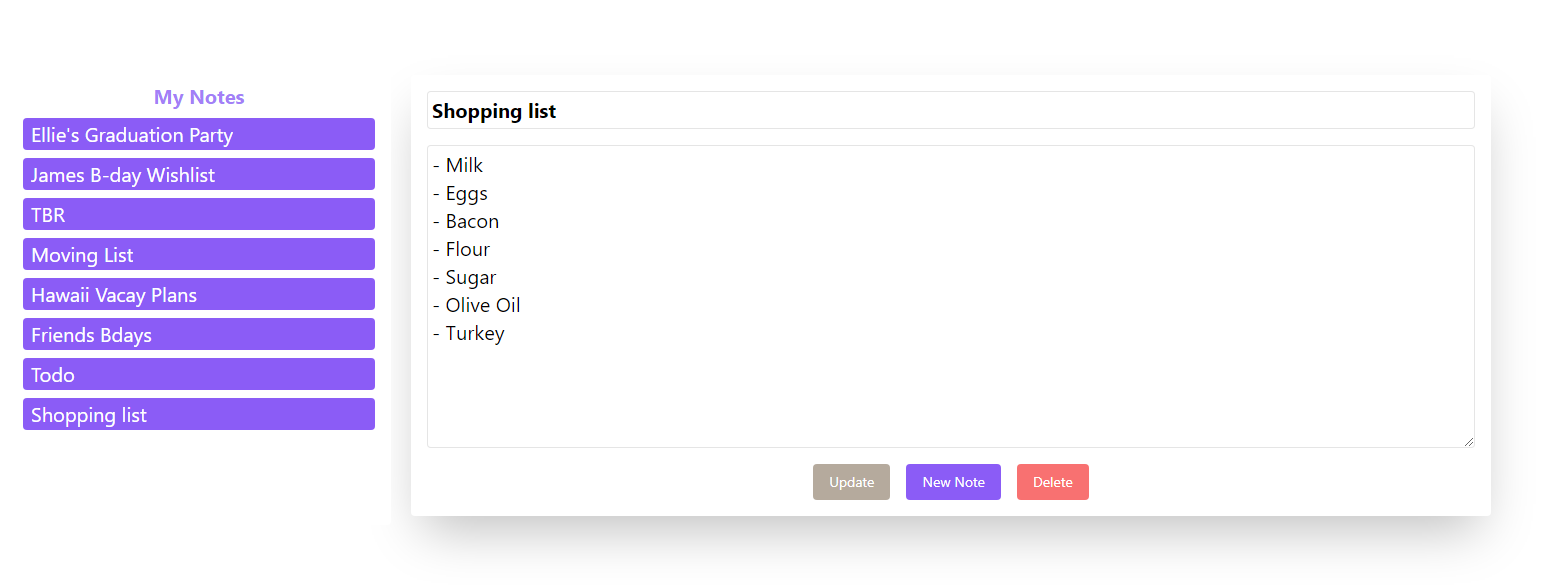 My Notes
Ellie's Graduation Party
James B-day Wishlist
TBR
Moving List
Hawaii Vacay Plans
Friends Bdays
Todo
Shopping list
Shopping list
- Milk
- Eggs
- Bacon
- Flour
- Sugar
- Olive Oil
- Turkey
Update
New Note
Delete